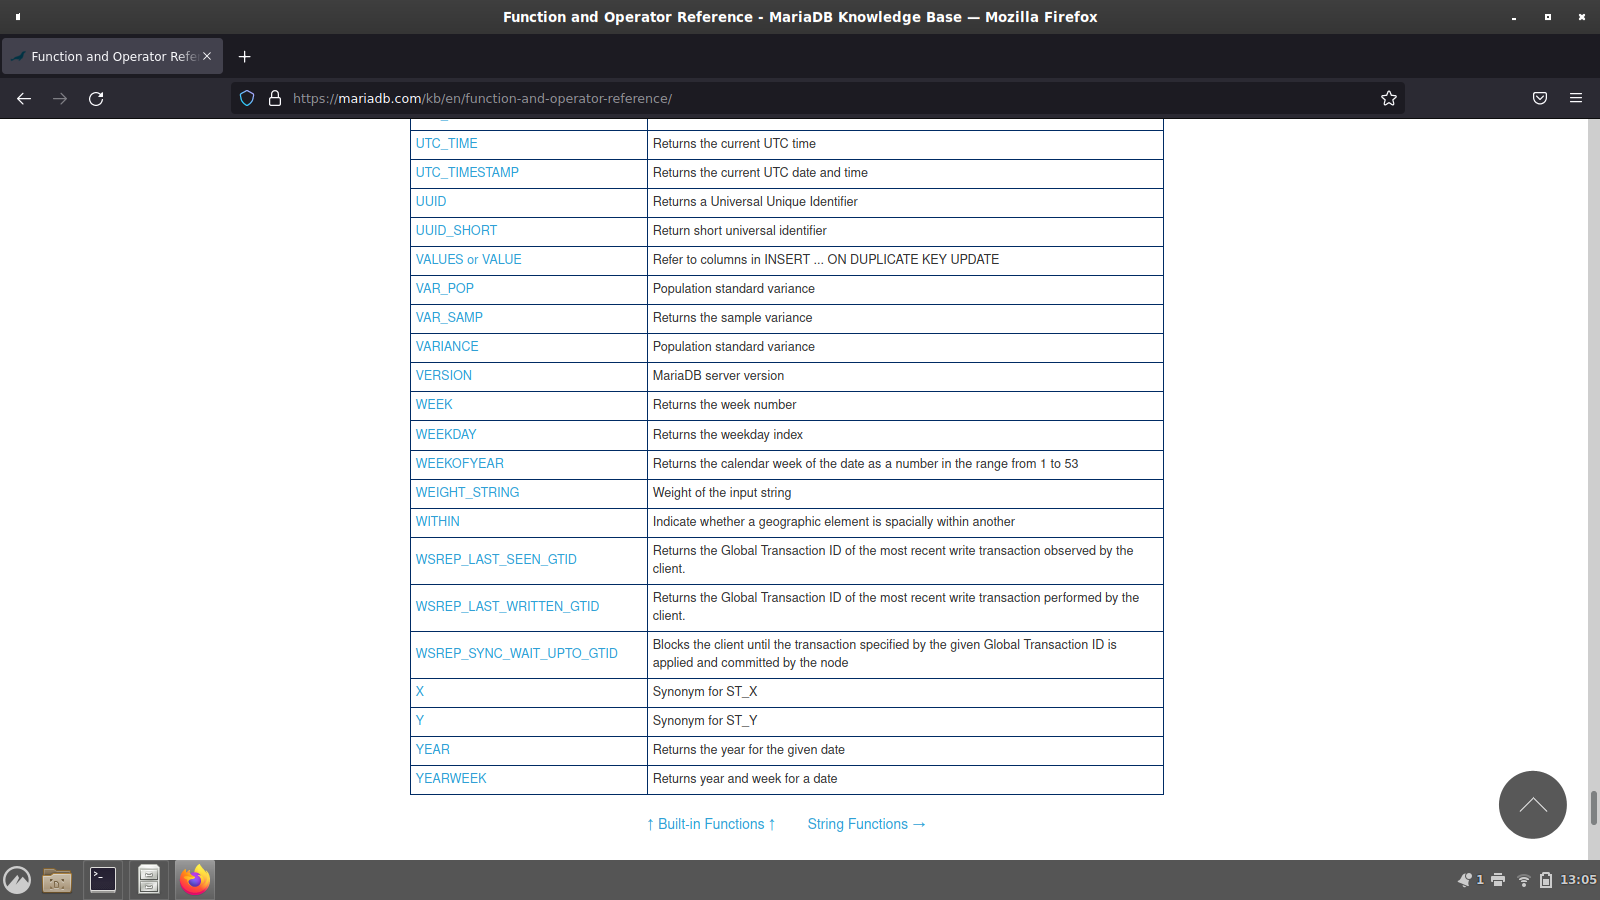 Function and Operator Reference - MariaDB Knowledge Base — Mozilla Firefox
Function and Operator Refe
https://mariadb.com/kb/en/function-and-operator-reference/
UTC_TIME Returns the current UTC time
UTC_TIMESTAMP Returns the current UTC date and time
UUID Returns a Universal Unique Identifier
UUID_SHORT Return short universal identifier
VALUES or VALUE Refer to columns in INSERT ... ON DUPLICATE KEY UPDATE
VAR_POP Population standard variance
VAR_SAMP Returns the sample variance
VARIANCE Population standard variance
VERSION MariaDB server version
WEEK Returns the week number
WEEKDAY Returns the weekday index
WEEKOFYEAR Returns the calendar week of the date as a number in the range from 1 to 53
WEIGHT_STRING Weight of the input string
WITHIN Indicate whether a geographic element is spacially within another
WSREP_LAST_SEEN_GTID Returns the Global Transaction ID of the most recent write transaction observed by the
client.
WSREP_LAST_WRITTEN_GTID Returns the Global Transaction ID of the most recent write transaction performed by the
client.
WSREP_SYNC_WAIT_UPTO_GTID Blocks the client until the transaction specified by the given Global Transaction ID is
applied and committed by the node
X Synonym for ST_X
Y Synonym for ST_Y
YEAR Returns the year for the given date
YEARWEEK Returns year and week for a date
↑ Built-in Functions ↑ String Functions →
1 13:05